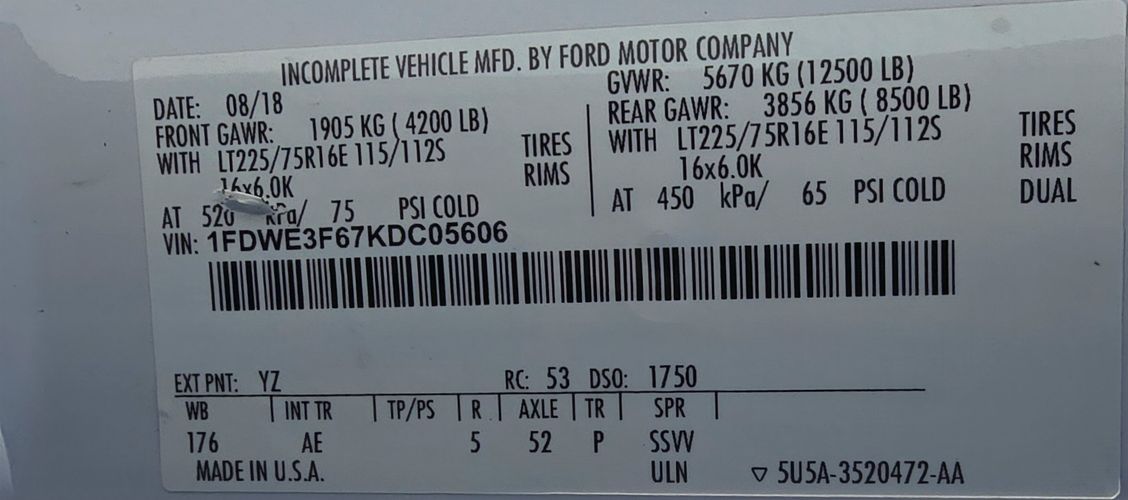 INCOMPLETE VEHICLE MFD. BY FORD MOTOR COMPANY
DATE: 08/18 GVWR: 5670 KG (12500 LB)
FRONT GAWR: 1905 KG ( 4200 LB) REAR GAWR: 3856 KG ( 8500 LB)
WITH LT225/75R16E 115/112S TIRES WITH LT225/75R16E 115/112S TIRES
16x6.0K RIMS 16x6.0K RIMS
AT 520 kPa/ 75 PSI COLD AT 450 kPa/ 65 PSI COLD DUAL
VIN: 1FDWE3F67KDC05606
EXT PNT: YZ RC: 53 DSO: 1750
WB INT TR TP/PS R AXLE TR SPR
176 AE 5 52 P SSVV
MADE IN U.S.A. ULN ▽ 5U5A-3520472-AA